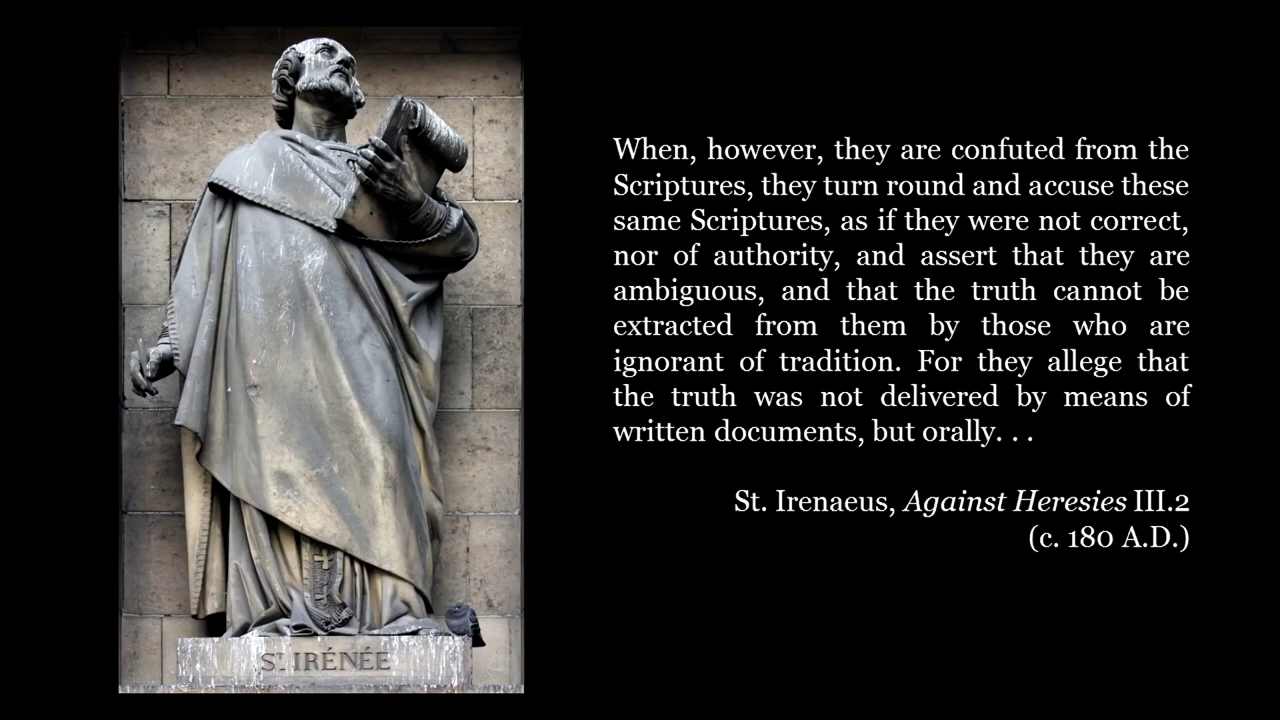 When, however, they are confuted from the
Scriptures, they turn round and accuse these
same Scriptures, as if they were not correct,
nor of authority, and assert that they are
ambiguous, and that the truth cannot be
extracted from them by those who are
ignorant of tradition. For they allege that
the truth was not delivered by means of
written documents, but orally. . .
St. Irenaeus, Against Heresies III.2
(c. 180 A.D.)
ST IRÉNÉE